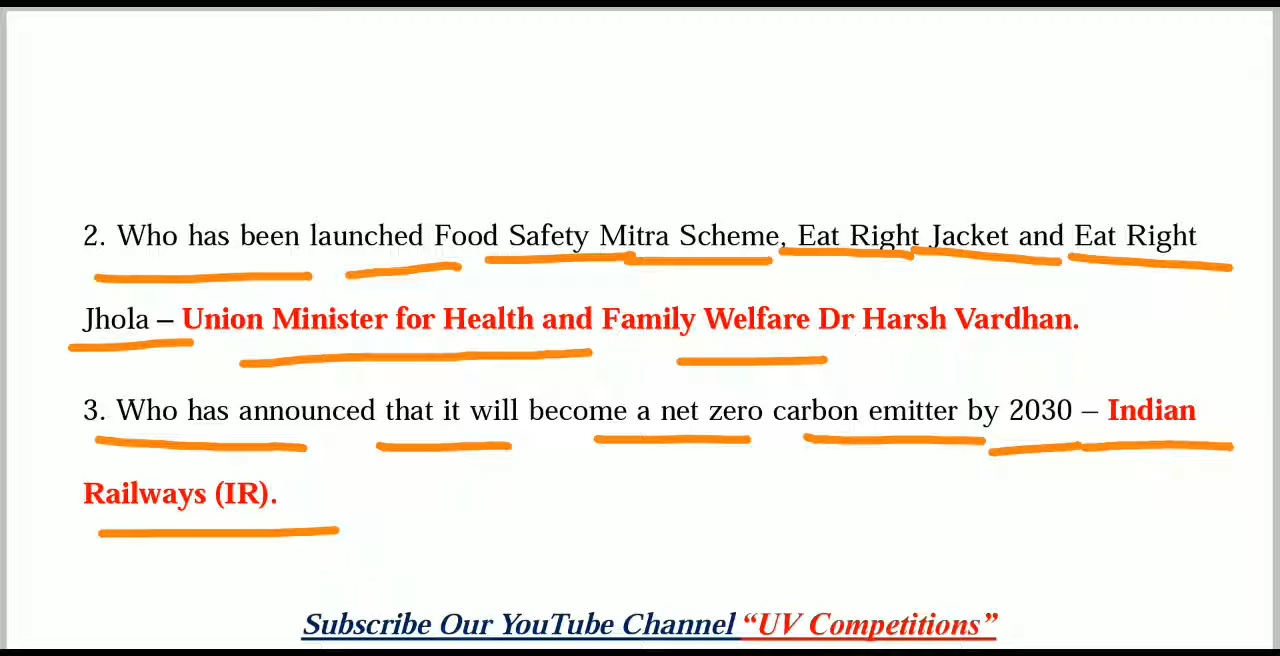 2. Who has been launched Food Safety Mitra Scheme, Eat Right Jacket and Eat Right
Jhola – Union Minister for Health and Family Welfare Dr Harsh Vardhan.
3. Who has announced that it will become a net zero carbon emitter by 2030 – Indian
Railways (IR).
Subscribe Our YouTube Channel “UV Competitions”